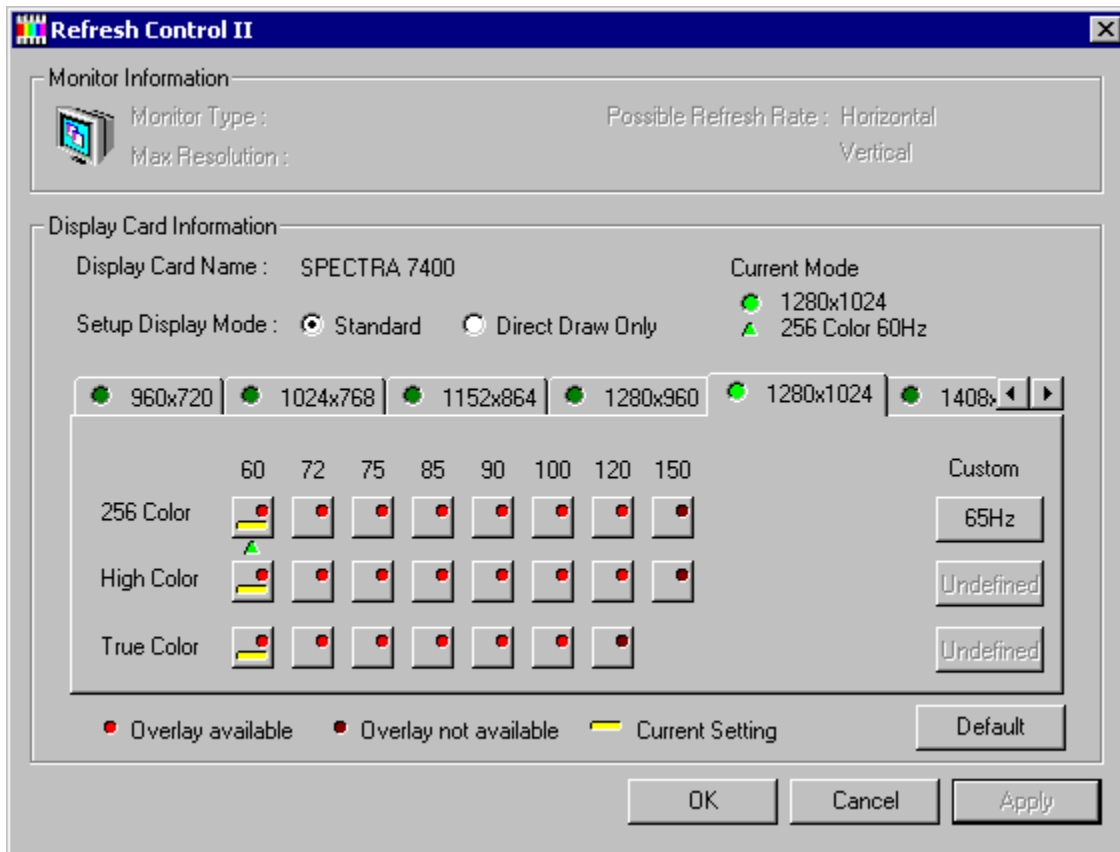 Refresh Control II
Monitor Information
Monitor Type :
Possible Refresh Rate : Horizontal
Max Resolution :
Vertical
Display Card Information
Display Card Name : SPECTRA 7400
Current Mode
1280x1024
Setup Display Mode : Standard Direct Draw Only
256 Color 60Hz
960x720 1024x768 1152x864 1280x960 1280x1024 1408x
60 72 75 85 90 100 120 150 Custom
256 Color 65Hz
High Color Undefined
True Color Undefined
Overlay available Overlay not available Current Setting Default
OK Cancel Apply